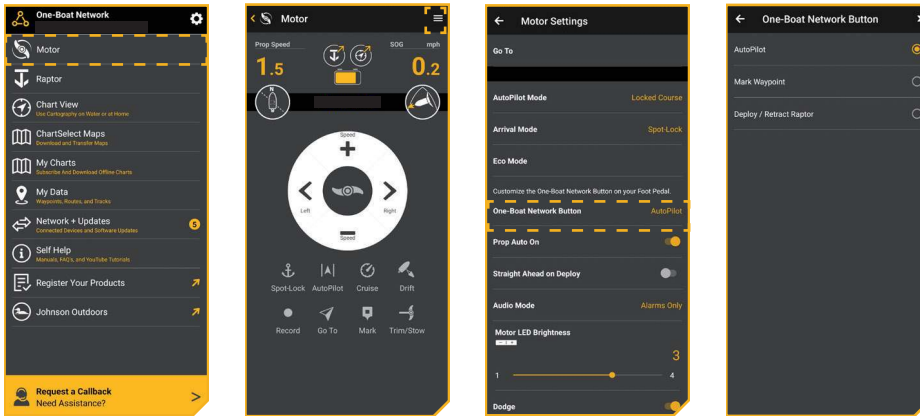 One-Boat Network
Motor
Raptor
Chart View
Use Cartography on Water or at Home
ChartSelect Maps
Download and Transfer Maps
My Charts
Subscribe And Download Offline Charts
My Data
Waypoints, Routes, and Tracks
Network + Updates
Connected Devices and Software Updates
5
Self Help
Manuals, FAQ's, and YouTube Tutorials
Register Your Products
Johnson Outdoors
Request a Callback
Need Assistance?
Motor
Prop Speed
SOG mph
1.5
0.2
N
Speed
Left
Right
Speed
Spot-Lock AutoPilot Cruise Drift
Record Go To Mark Trim/Stow
Motor Settings
Go To
AutoPilot Mode Locked Course
Arrival Mode Spot-Lock
Eco Mode
Customize the One-Boat Network Button on your Foot Pedal.
One-Boat Network Button AutoPilot
Prop Auto On
Straight Ahead on Deploy
Audio Mode Alarms Only
Motor LED Brightness
3
1 4
Dodge
One-Boat Network Button
AutoPilot
Mark Waypoint
Deploy / Retract Raptor